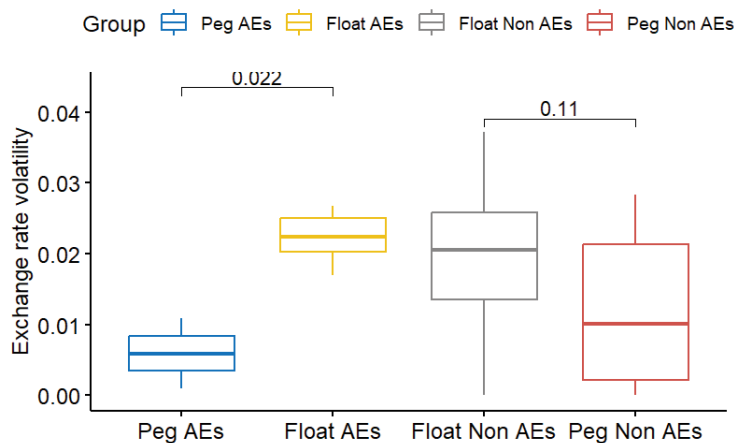 Group Peg AEs Float AEs Float Non AEs Peg Non AEs
0.022
0.11
Exchange rate volatility
0.04
0.03
0.02
0.01
0.00
Peg AEs Float AEs Float Non AEs Peg Non AEs